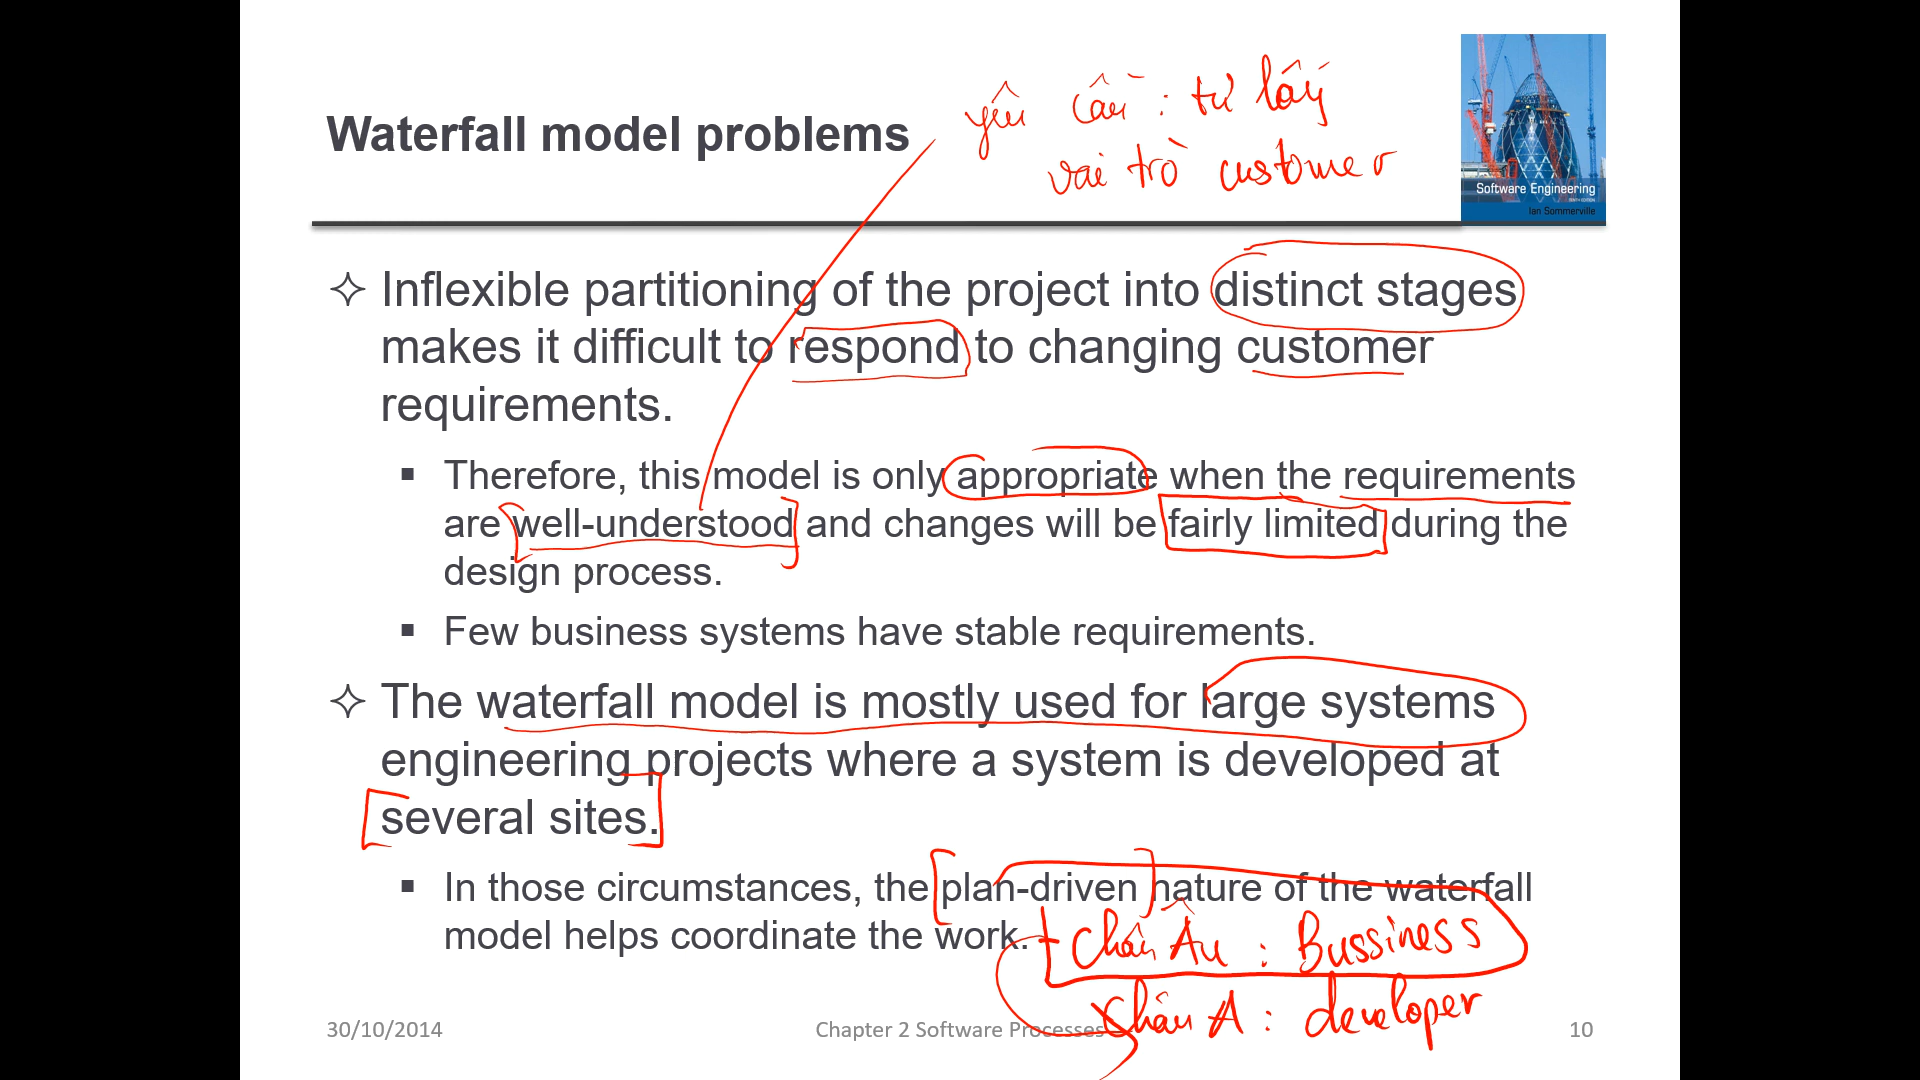 yêu cầu : từ lấy
vai trò customer
Waterfall model problems
Software Engineering
Ian Sommerville
Inflexible partitioning of the project into distinct stages
makes it difficult to respond to changing customer
requirements.
Therefore, this model is only appropriate when the requirements
are well-understood and changes will be fairly limited during the
design process.
Few business systems have stable requirements.
The waterfall model is mostly used for large systems
engineering projects where a system is developed at
several sites.
In those circumstances, the plan-driven nature of the waterfall
model helps coordinate the work.
Châu Âu : Bussiness
Châu Á : developer
30/10/2014
Chapter 2 Software Processes
10